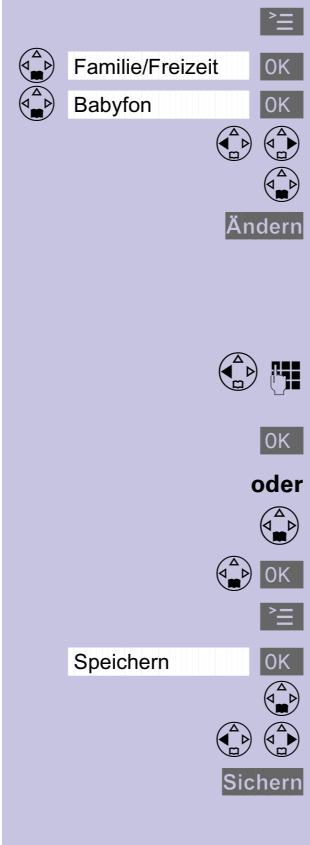 Familie/Freizeit OK
Babyfon OK
Ändern
OK
oder
OK
Speichern OK
Sichern